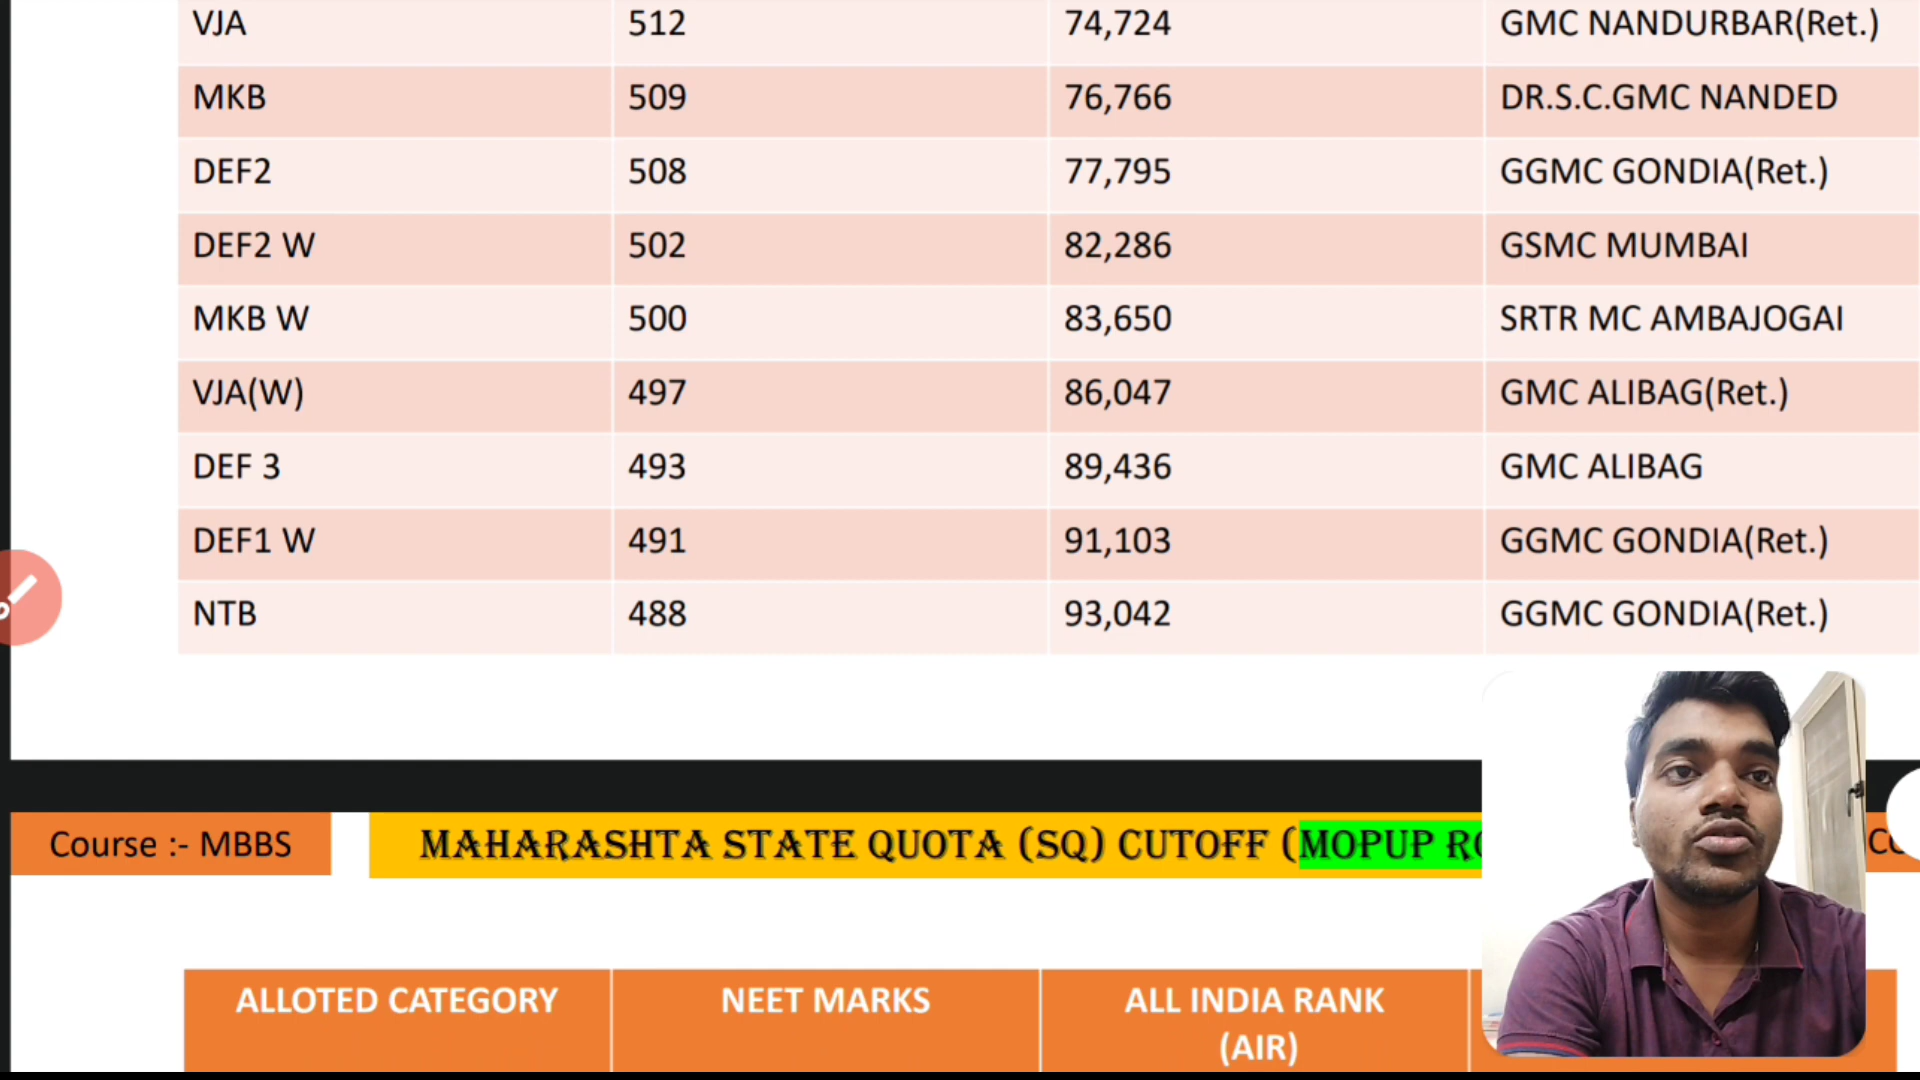 VJA 512 74,724 GMC NANDURBAR(Ret.)
MKB 509 76,766 DR.S.C.GMC NANDED
DEF2 508 77,795 GGMC GONDIA(Ret.)
DEF2 W 502 82,286 GSMC MUMBAI
MKB W 500 83,650 SRTR MC AMBAJOGAI
VJA(W) 497 86,047 GMC ALIBAG(Ret.)
DEF 3 493 89,436 GMC ALIBAG
DEF1 W 491 91,103 GGMC GONDIA(Ret.)
NTB 488 93,042 GGMC GONDIA(Ret.)
Course :- MBBS MAHARASHTA STATE QUOTA (SQ) CUTOFF (MOPUP
ALLOTED CATEGORY NEET MARKS ALL INDIA RANK
(AIR)